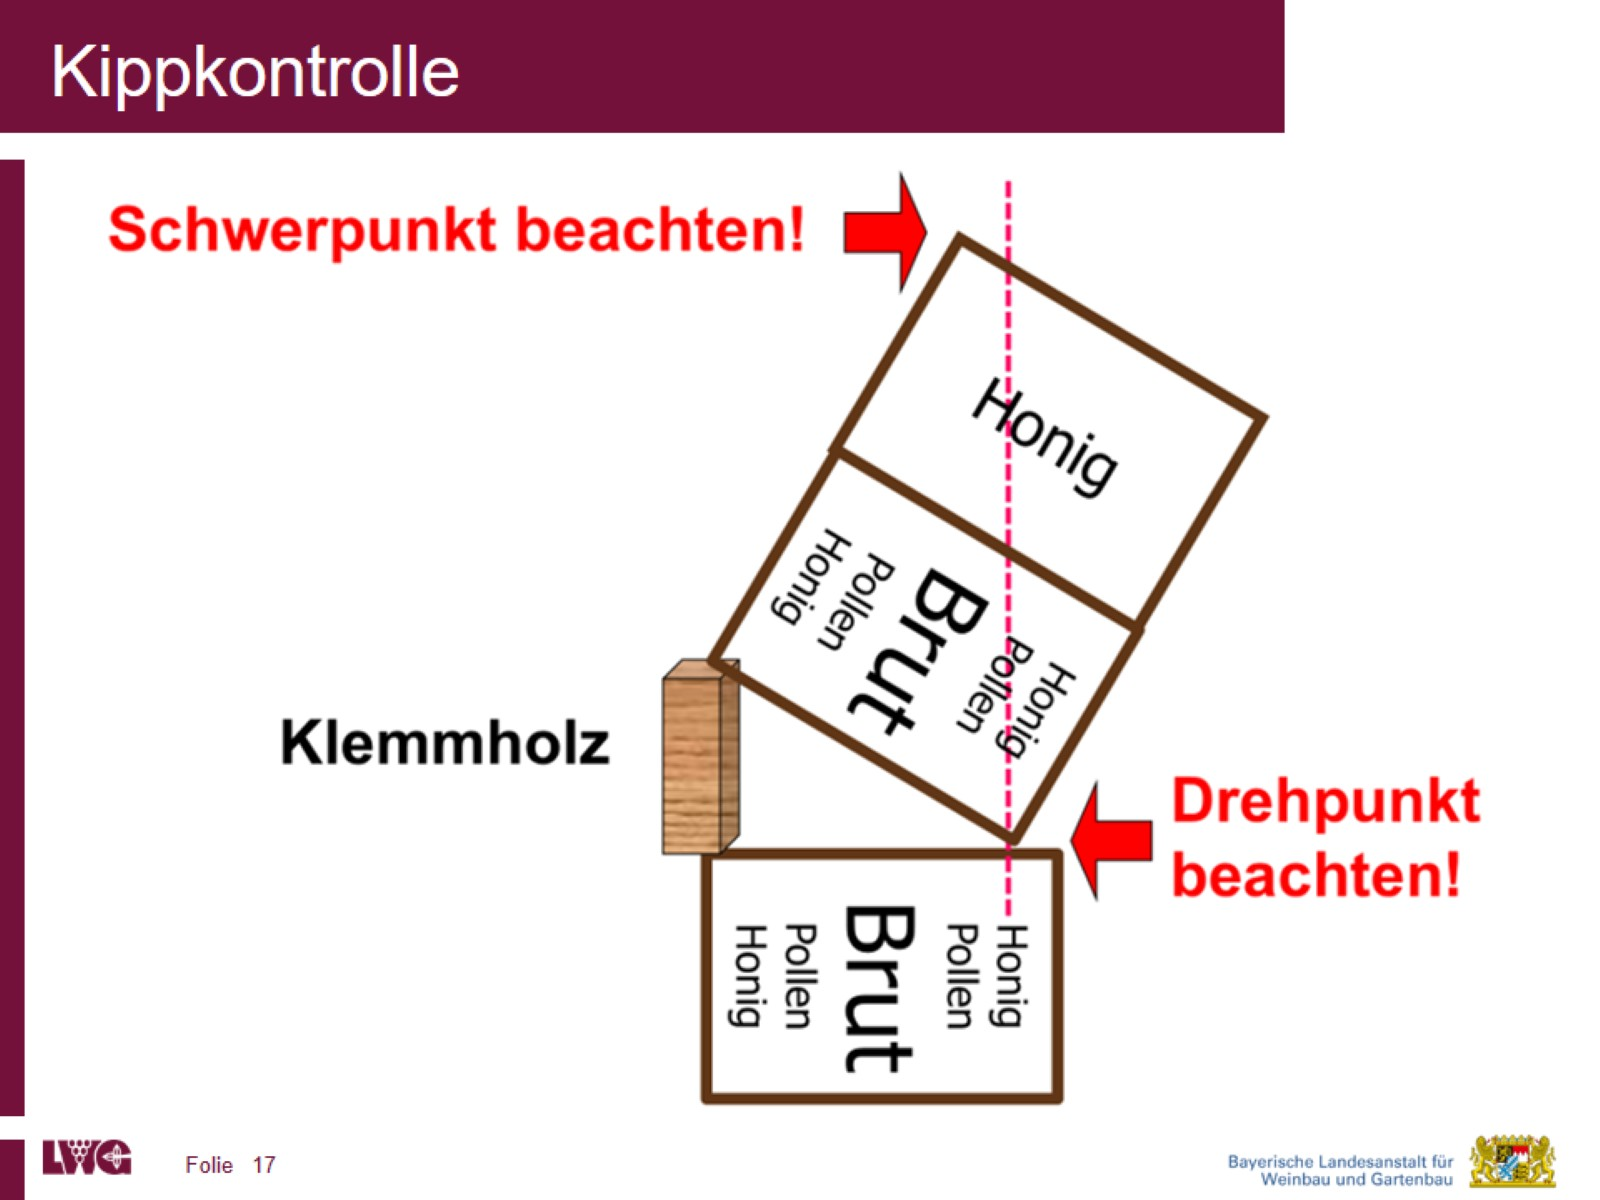 Kippkontrolle
Schwerpunkt beachten!
Honig
Honig
Pollen
Brut
Pollen
Honig
Klemmholz
Drehpunkt
beachten!
Honig
Pollen
Brut
Pollen
Honig
LWG
Folie 17
Bayerische Landesanstalt für
Weinbau und Gartenbau